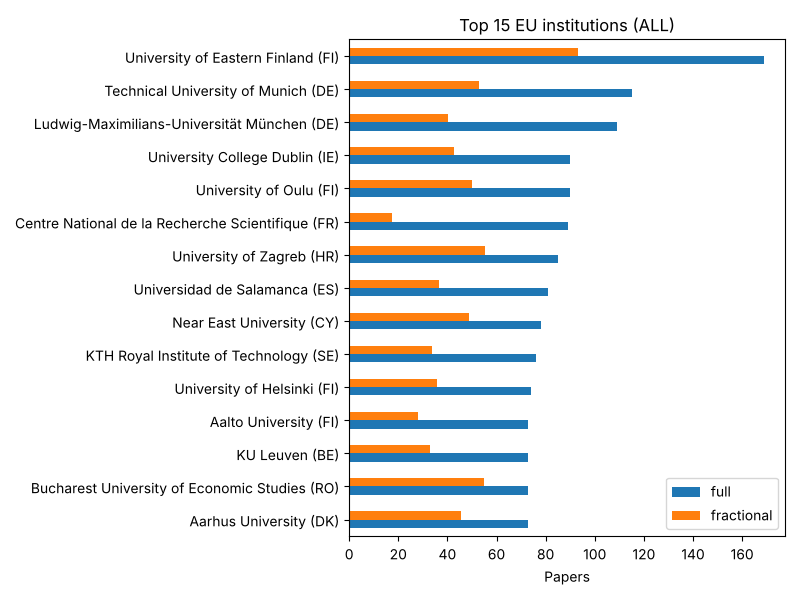 Top 15 EU institutions (ALL)
University of Eastern Finland (FI)
Technical University of Munich (DE)
Ludwig-Maximilians-Universität München (DE)
University College Dublin (IE)
University of Oulu (FI)
Centre National de la Recherche Scientifique (FR)
University of Zagreb (HR)
Universidad de Salamanca (ES)
Near East University (CY)
KTH Royal Institute of Technology (SE)
University of Helsinki (FI)
Aalto University (FI)
KU Leuven (BE)
Bucharest University of Economic Studies (RO)
Aarhus University (DK)
full
fractional
0 20 40 60 80 100 120 140 160
Papers